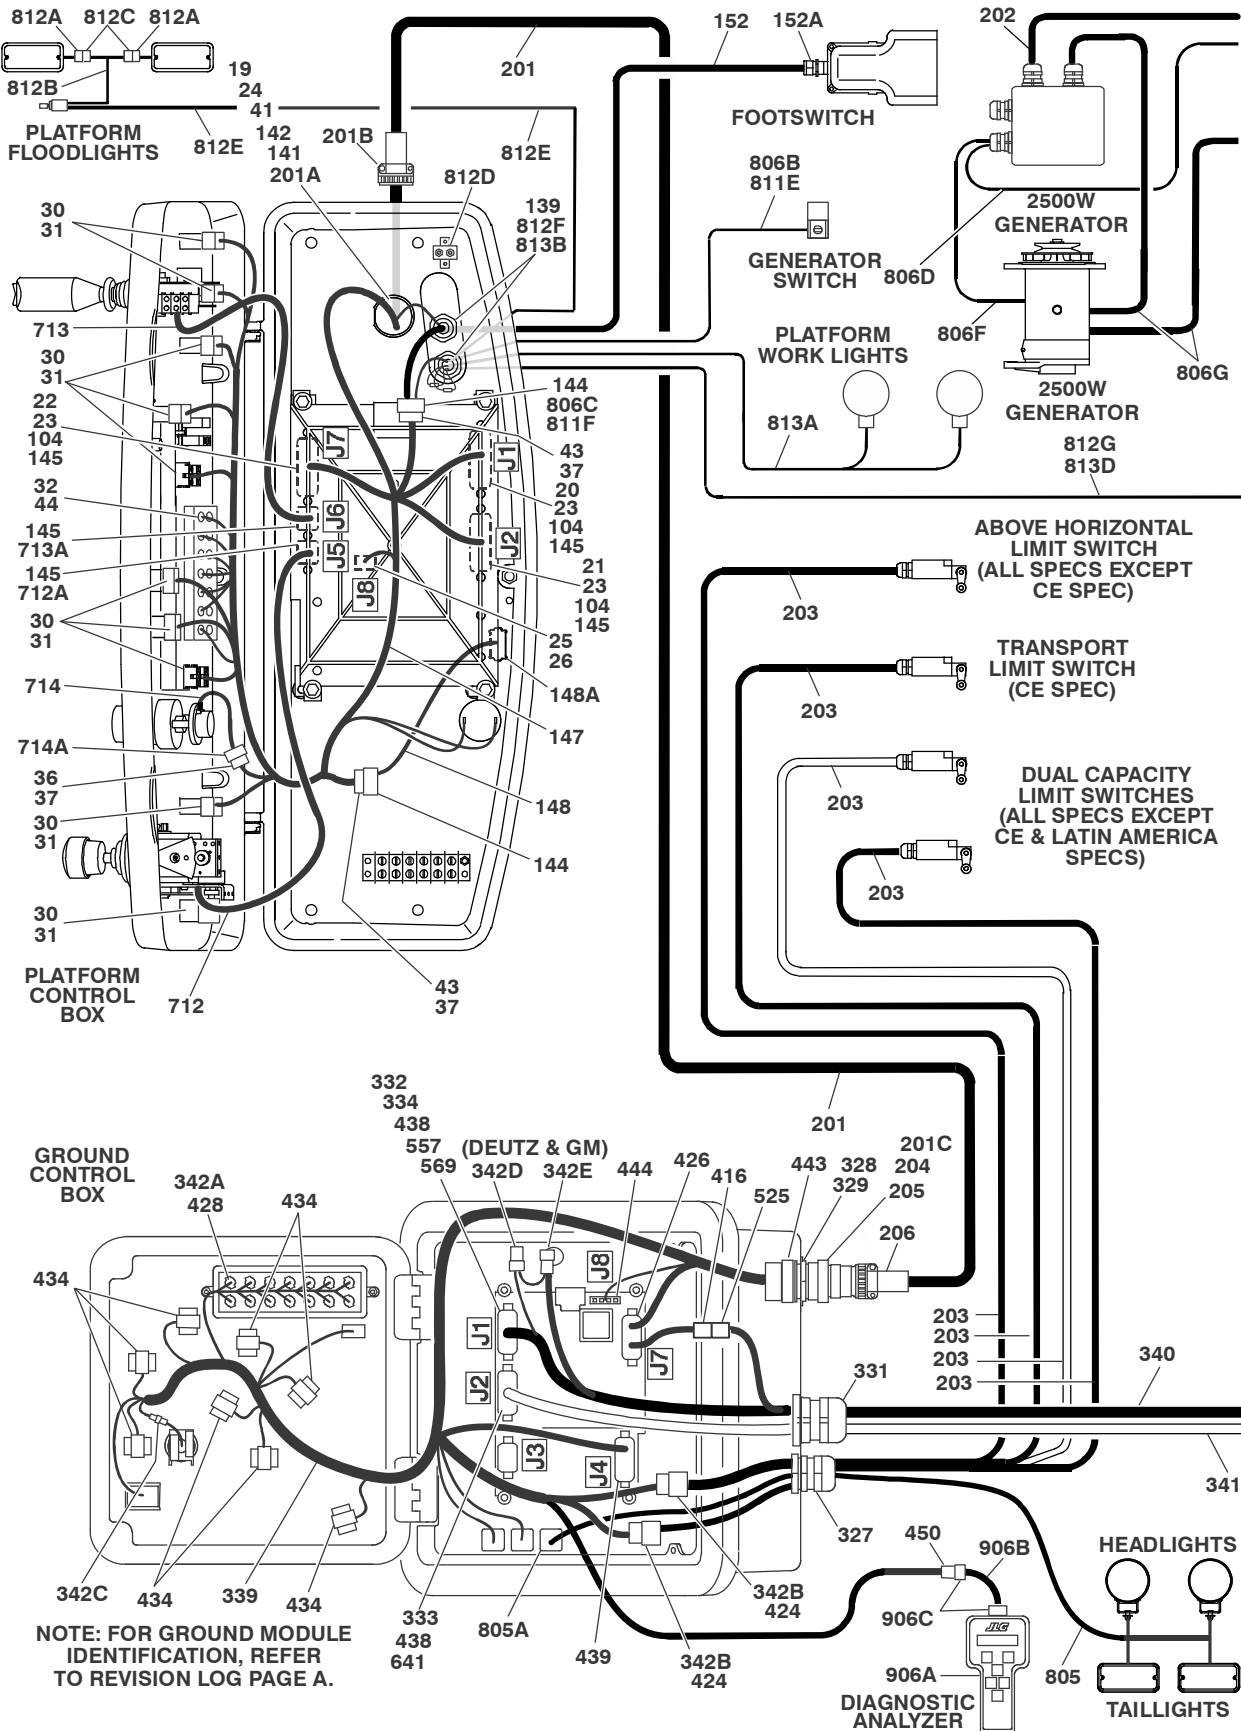 812A 812C 812A
812B
PLATFORM
FLOODLIGHTS
812E
19
24
41
142
141
201A
201B
812D
201
812E
152 152A
FOOTSWITCH
202
806B
811E
GENERATOR
SWITCH
2500W
GENERATOR
806D
806F
806G
2500W
GENERATOR
139
812F
813B
30
31
713
30
31
22
23
104
145
32
44
145
713A
145
712A
30
31
714
714A
36
37
30
31
30
31
PLATFORM
CONTROL
BOX
712
J7
J6
J5
J8
J1
J2
144
806C
811F
43
37
20
23
104
145
21
23
104
145
25
26
148A
147
148
144
43
37
PLATFORM
WORK LIGHTS
813A
812G
813D
ABOVE HORIZONTAL
LIMIT SWITCH
(ALL SPECS EXCEPT
CE SPEC)
203
TRANSPORT
LIMIT SWITCH
(CE SPEC)
203
DUAL CAPACITY
LIMIT SWITCHES
(ALL SPECS EXCEPT
CE & LATIN AMERICA
SPECS)
203
203
201
332
334
438
557
569
(DEUTZ & GM)
342D 342E
444
426
416
525
443
328
329
201C
204
205
206
GROUND
CONTROL
BOX
342A
428
434
434
J8
J1
J7
J2
J3
J4
331
203
203
203
203
340
341
327
342C
434
339
434
333
438
641
805A
439
342B
424
342B
424
450
906B
906C
906A
JLG
DIAGNOSTIC
ANALYZER
805
HEADLIGHTS
TAILLIGHTS
NOTE: FOR GROUND MODULE
IDENTIFICATION, REFER
TO REVISION LOG PAGE A.